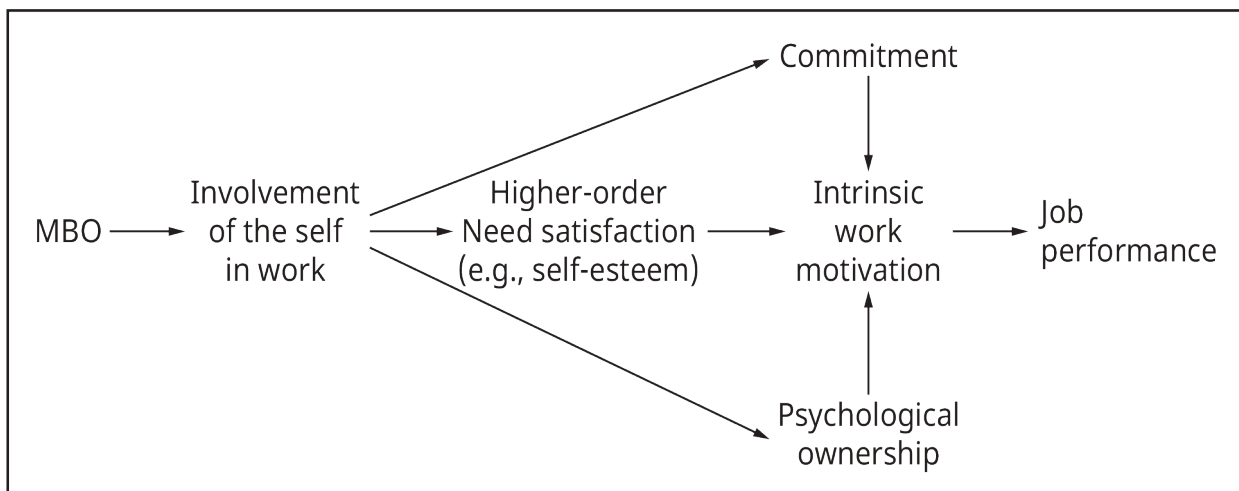 Commitment
MBO
Involvement
of the self
in work
Higher-order
Need satisfaction
(e.g., self-esteem)
Intrinsic
work
motivation
Job
performance
Psychological
ownership